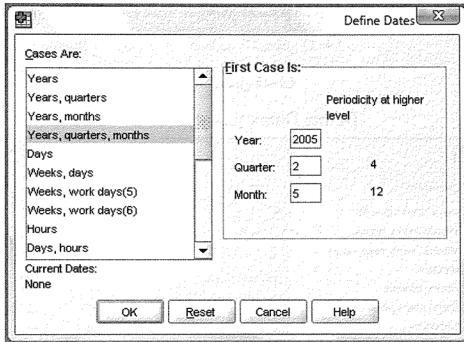 Define Dates
Cases Are:
Years
Years, quarters
Years, months
Years, quarters, months
Days
Weeks, days
Weeks, work days(5)
Weeks, work days(6)
Hours
Days, hours
Current Dates:
None
First Case Is:
Periodicity at higher
level
Year: 2005
Quarter: 2 4
Month: 5 12
OK Reset Cancel Help